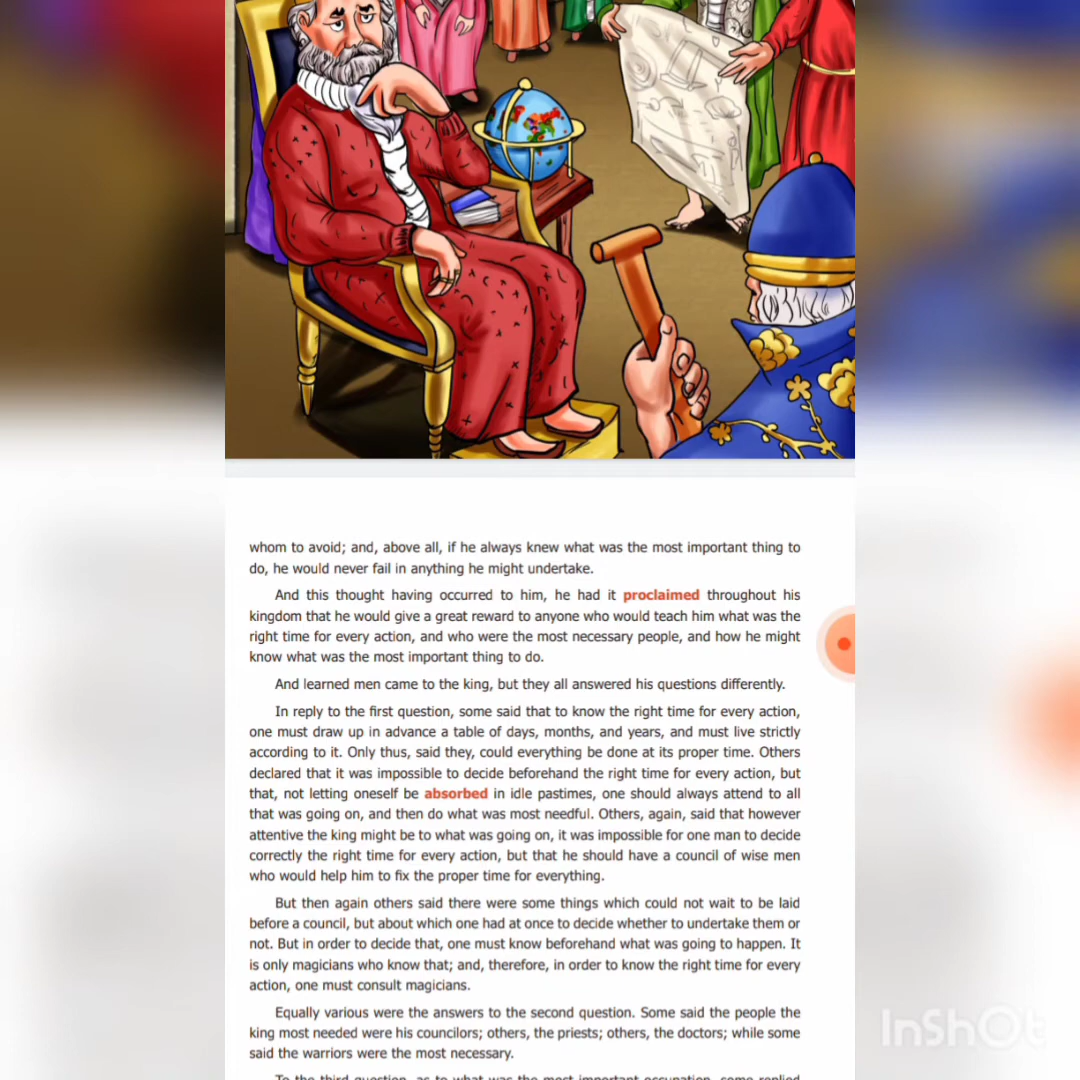 whom to avoid; and, above all, if he always knew what was the most important thing to
do, he would never fail in anything he might undertake.
And this thought having occurred to him, he had it proclaimed throughout his
kingdom that he would give a great reward to anyone who would teach him what was the
right time for every action, and who were the most necessary people, and how he might
know what was the most important thing to do.
And learned men came to the king, but they all answered his questions differently.
In reply to the first question, some said that to know the right time for every action,
one must draw up in advance a table of days, months, and years, and must live strictly
according to it. Only thus, said they, could everything be done at its proper time. Others
declared that it was impossible to decide beforehand the right time for every action, but
that, not letting oneself be absorbed in idle pastimes, one should always attend to all
that was going on, and then do what was most needful. Others, again, said that however
attentive the king might be to what was going on, it was impossible for one man to decide
correctly the right time for every action, but that he should have a council of wise men
who would help him to fix the proper time for everything.
But then again others said there were some things which could not wait to be laid
before a council, but about which one had at once to decide whether to undertake them or
not. But in order to decide that, one must know beforehand what was going to happen. It
is only magicians who know that; and, therefore, in order to know the right time for every
action, one must consult magicians.
Equally various were the answers to the second question. Some said the people the
king most needed were his councilors; others, the priests; others, the doctors; while some
said the warriors were the most necessary.
To the third question, as to what was the most important occupation, some replied
InShOt